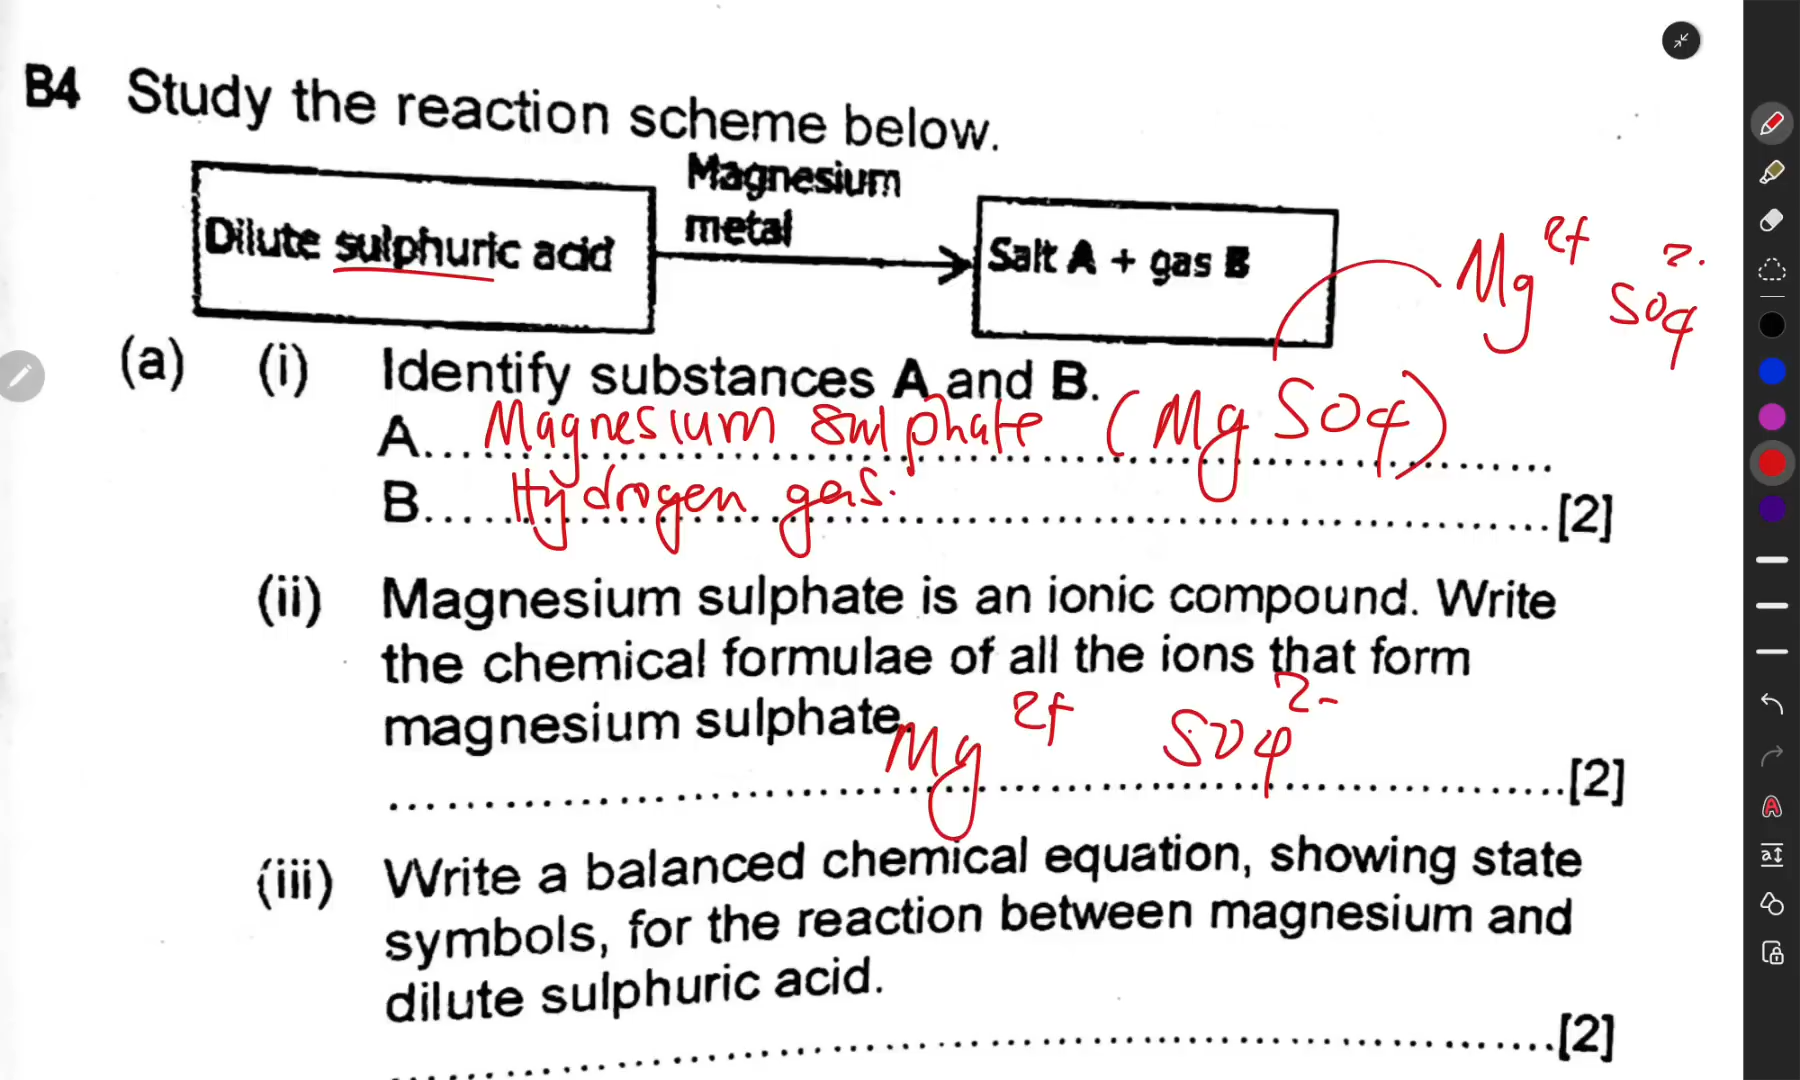 B4 Study the reaction scheme below.
Magnesium
metal
Dilute sulphuric acid
Salt A + gas B
Mg 2+ SO4 2-
(a) (i) Identify substances A and B.
A. Magnesium sulphate (MgSO4)
B. Hydrogen gas. [2]
(ii) Magnesium sulphate is an ionic compound. Write
the chemical formulae of all the ions that form
magnesium sulphate.
Mg 2+ SO4 2-
[2]
(iii) Write a balanced chemical equation, showing state
symbols, for the reaction between magnesium and
dilute sulphuric acid.
[2]